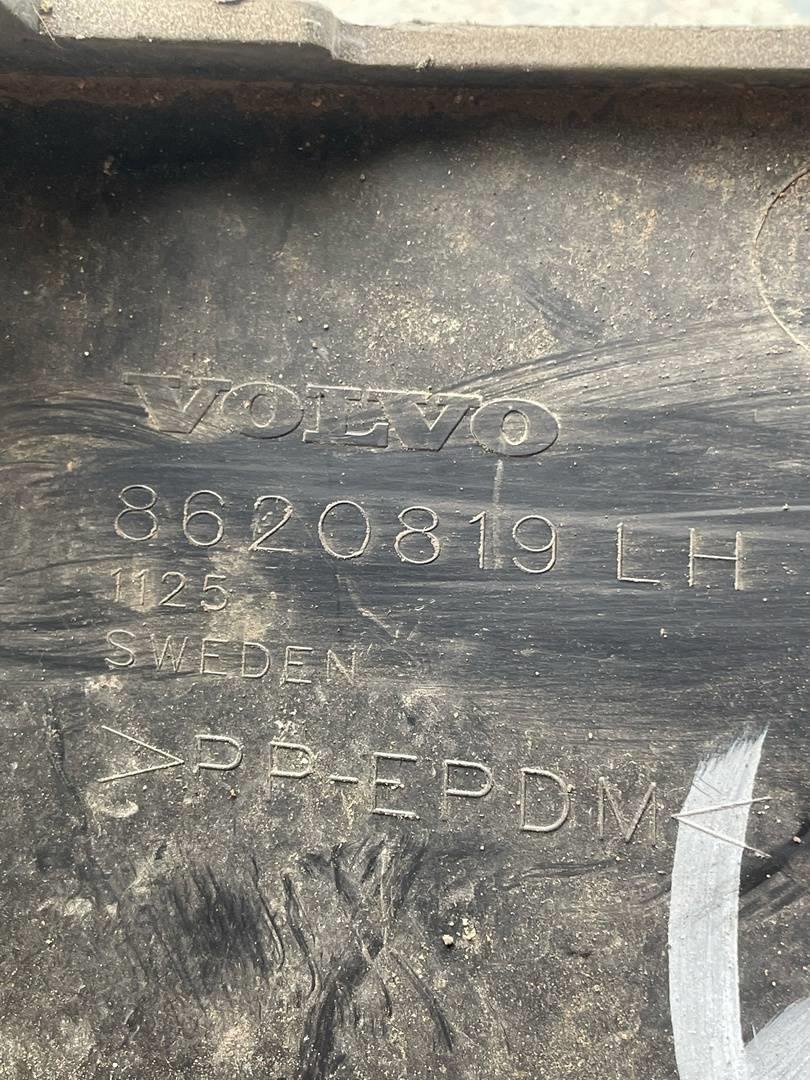 VOLVO
8620819 LH
1125
SWEDEN
>PP-EPDM<